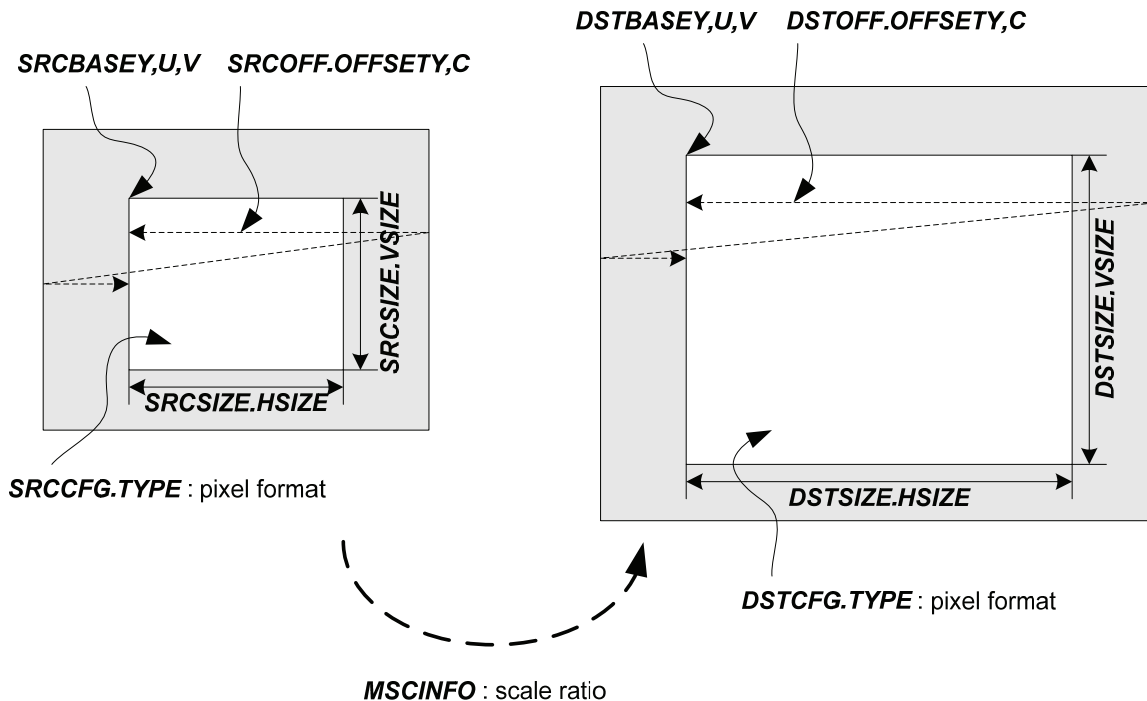 DSTBASEY,U,V DSTOFF.OFFSETY,C
SRCBASEY,U,V SRCOFF.OFFSETY,C
SRCSIZE.VSIZE
SRCSIZE.HSIZE
DSTSIZE.VSIZE
DSTSIZE.HSIZE
SRCCFG.TYPE : pixel format
DSTCFG.TYPE : pixel format
MSCINFO : scale ratio